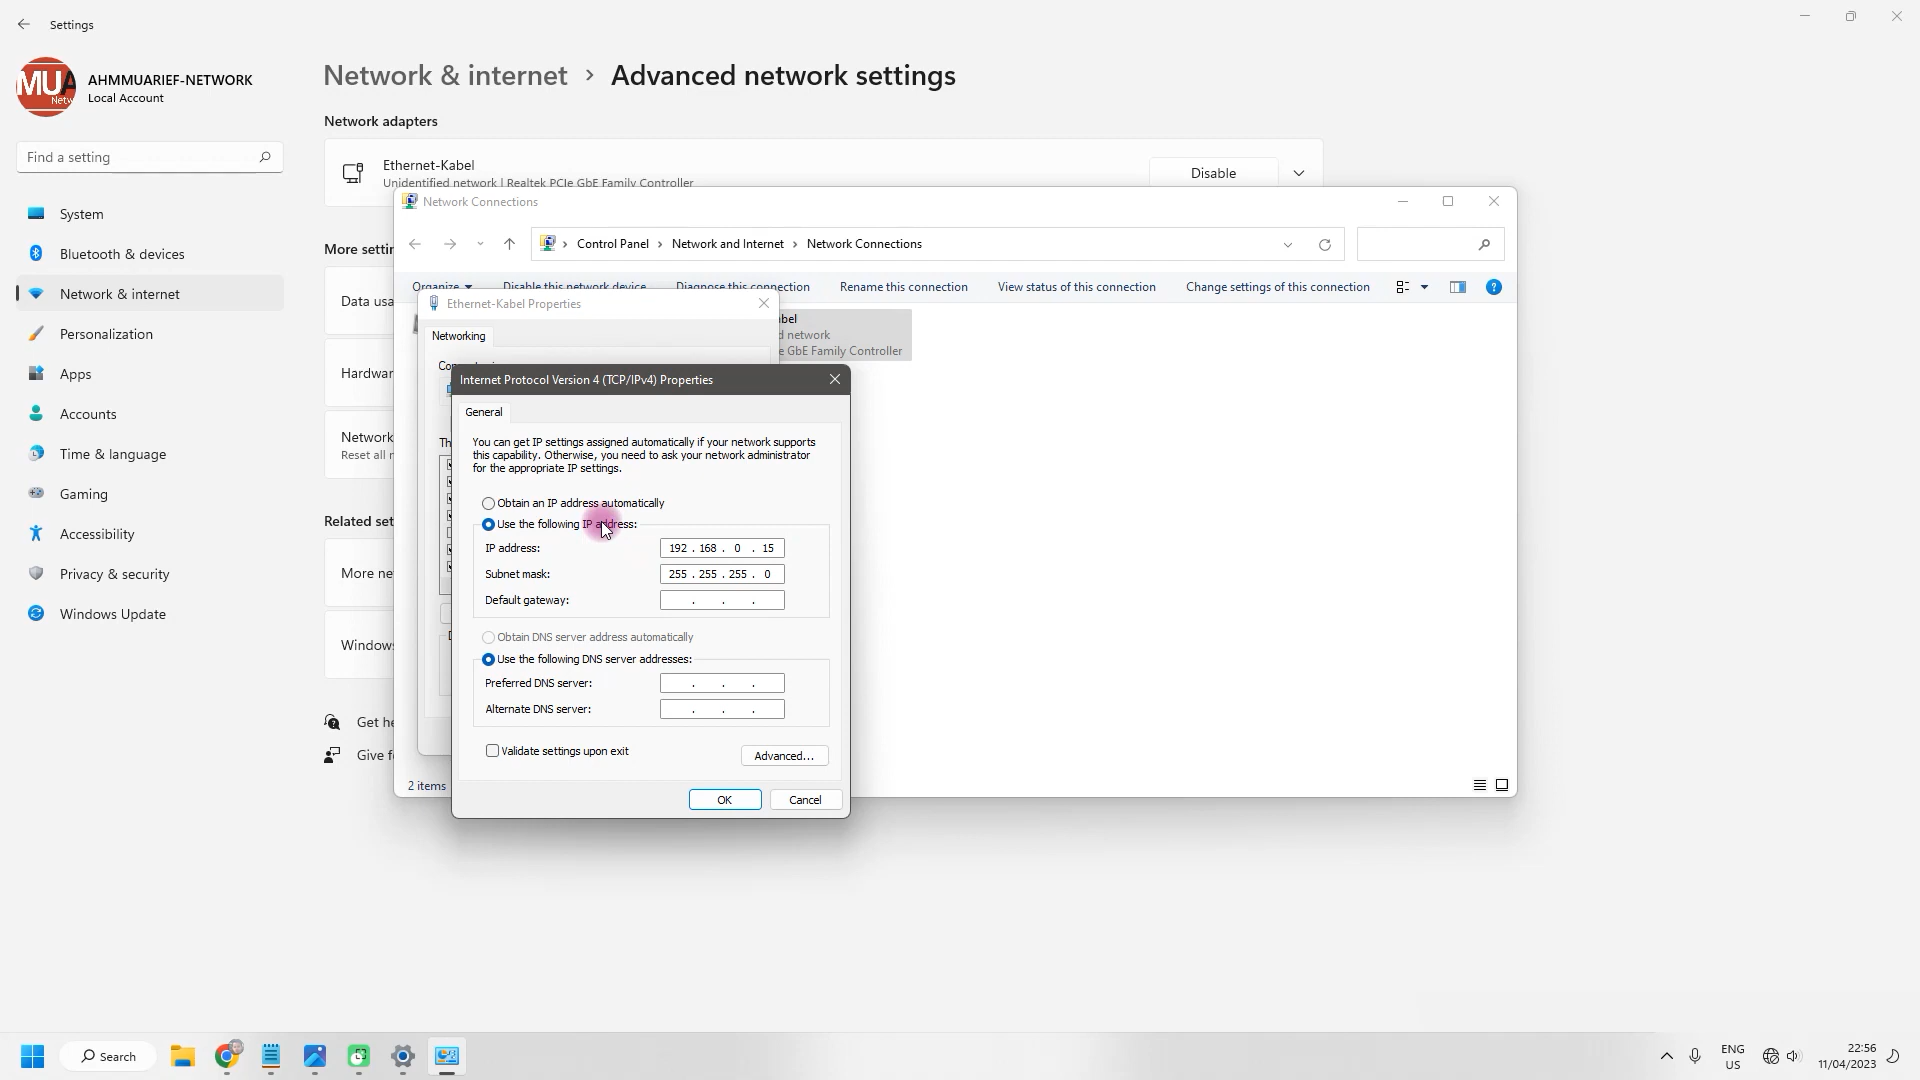 Settings
MUA
Netw
AHMMUARIEF-NETWORK
Local Account
Find a setting
System
Bluetooth & devices
Network & internet
Personalization
Apps
Accounts
Time & language
Gaming
Accessibility
Privacy & security
Windows Update
Network & internet › Advanced network settings
Network adapters
Ethernet-Kabel
Unidentified network | Realtek PCIe GbE Family Controller
Disable
More settin
Data usa
Hardwar
Network
Reset all n
Related set
More ne
Windows
Get he
Give f
Network Connections
Control Panel › Network and Internet › Network Connections
Organize
Disable this network device
Diagnose this connection
Rename this connection
View status of this connection
Change settings of this connection
bel
d network
e GbE Family Controller
2 items
Ethernet-Kabel Properties
Networking
Th
Internet Protocol Version 4 (TCP/IPv4) Properties
General
You can get IP settings assigned automatically if your network supports
this capability. Otherwise, you need to ask your network administrator
for the appropriate IP settings.
Obtain an IP address automatically
Use the following IP address:
IP address: 192 . 168 . 0 . 15
Subnet mask: 255 . 255 . 255 . 0
Default gateway: . . .
Obtain DNS server address automatically
Use the following DNS server addresses:
Preferred DNS server: . . .
Alternate DNS server: . . .
Validate settings upon exit
Advanced...
OK
Cancel
Search
ENG
US
22:56
11/04/2023